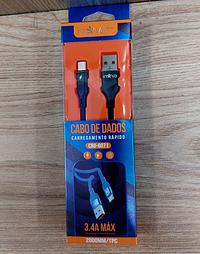 inova
CABO DE DADOS
CARREGAMENTO RÁPIDO
CBO-6071
3.4A MÁX
2000MM/TPC